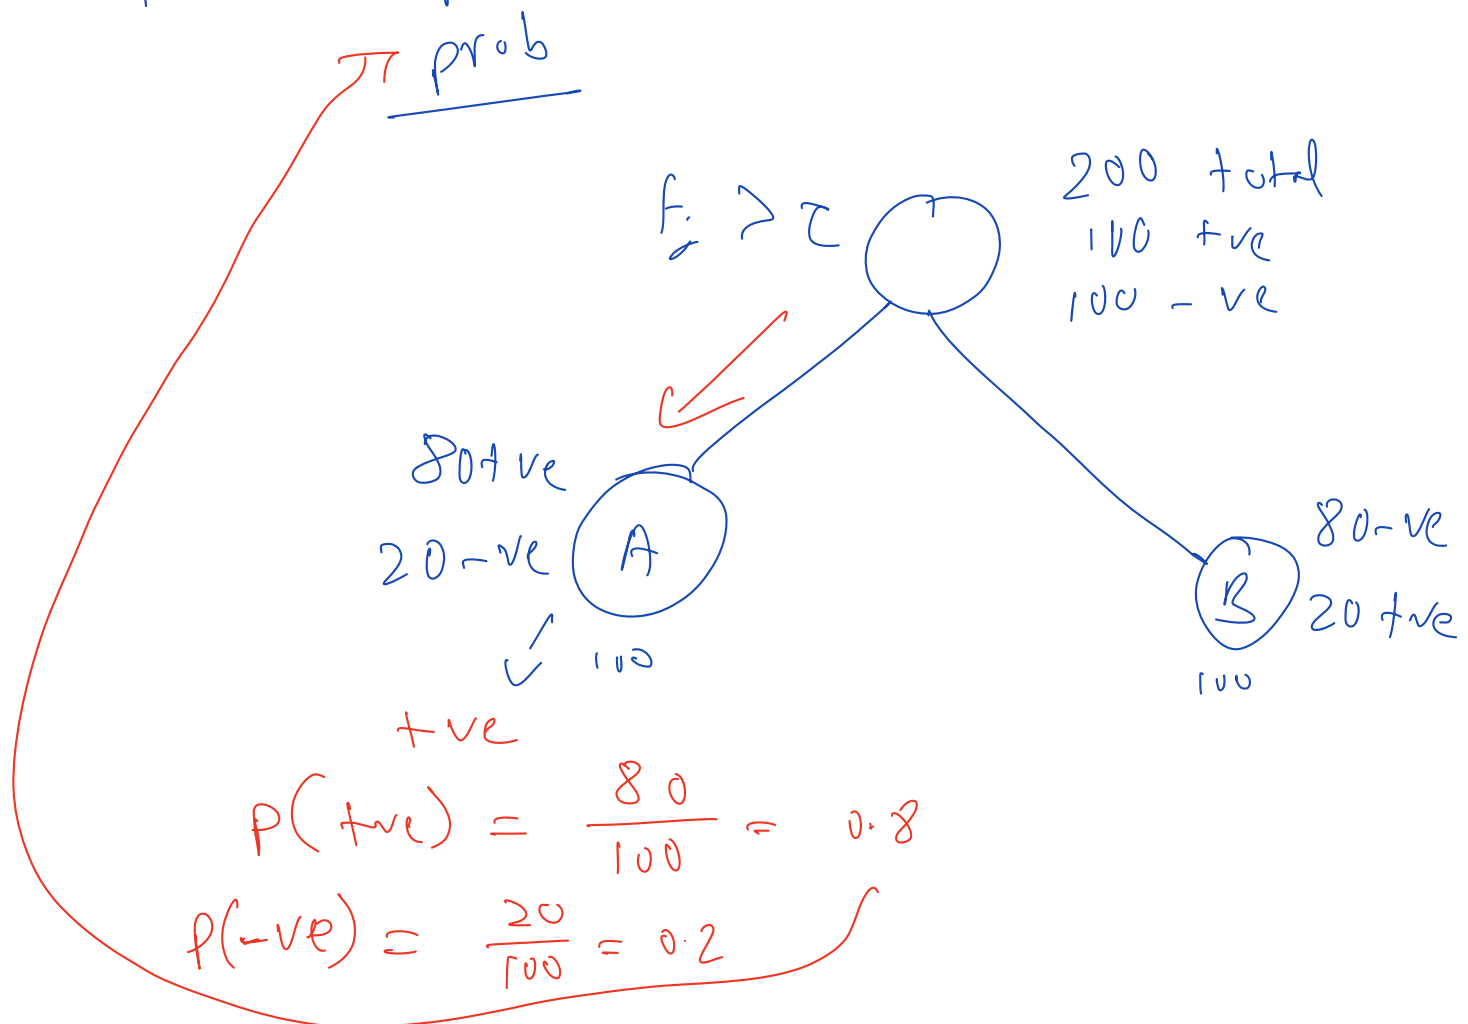 prob
fj > τ
200 total
100 +ve
100 - ve
80+ve
20-ve
A
100
80-ve
B
20 +ve
100
+ve
P(+ve) = 80/100 = 0.8
P(-ve) = 20/100 = 0.2